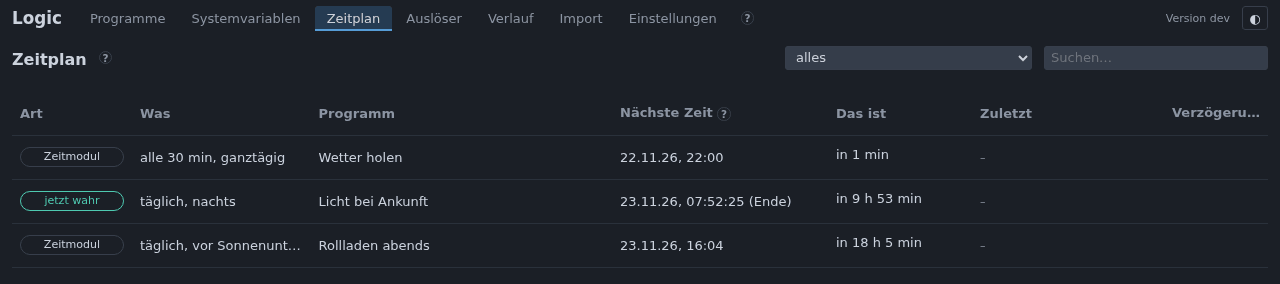 Logic Programme Systemvariablen Zeitplan Auslöser Verlauf Import Einstellungen ? Version dev
Zeitplan ? alles Suchen...
Art Was Programm Nächste Zeit ? Das ist Zuletzt Verzögeru...
Zeitmodul alle 30 min, ganztägig Wetter holen 22.11.26, 22:00 in 1 min -
jetzt wahr täglich, nachts Licht bei Ankunft 23.11.26, 07:52:25 (Ende) in 9 h 53 min -
Zeitmodul täglich, vor Sonnenunt... Rollladen abends 23.11.26, 16:04 in 18 h 5 min -